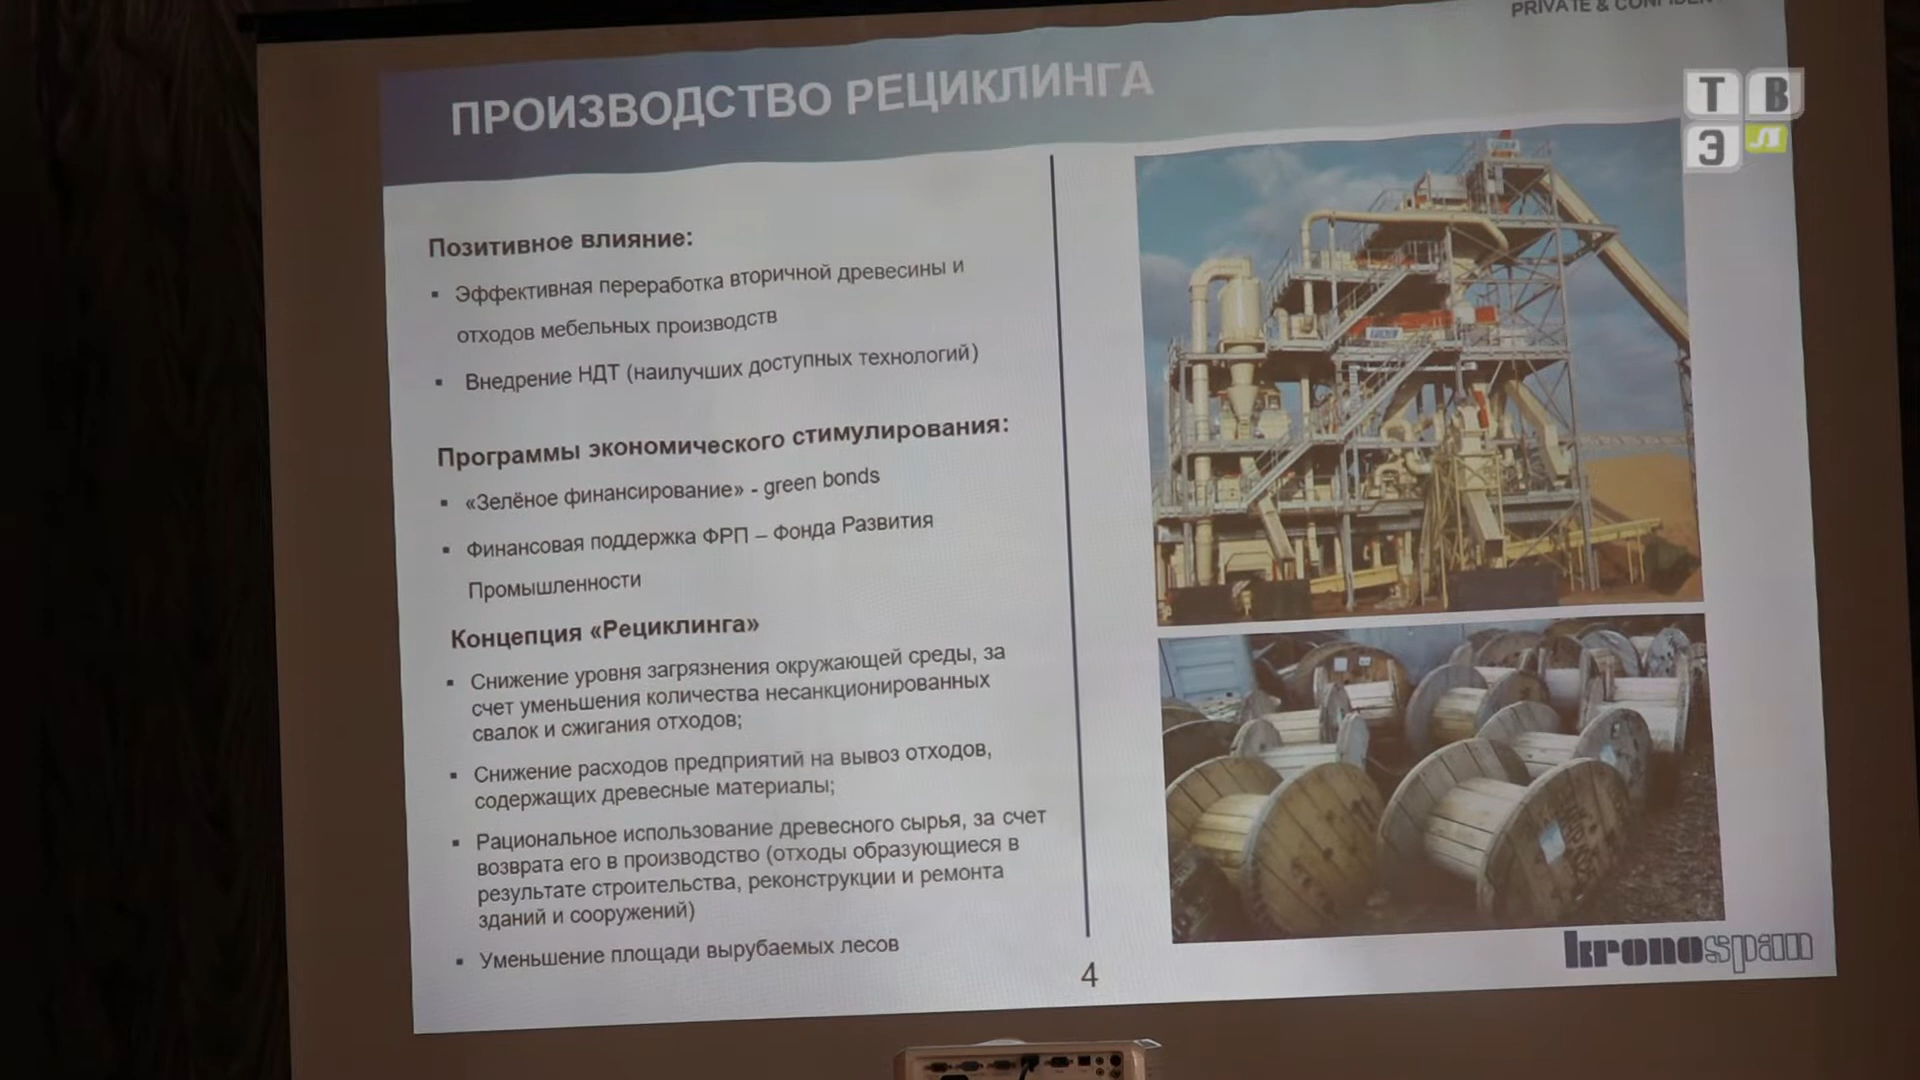 PRIVATE &
ПРОИЗВОДСТВО РЕЦИКЛИНГА
Т В
Э Л
Позитивное влияние:
▪ Эффективная переработка вторичной древесины и
отходов мебельных производств
▪ Внедрение НДТ (наилучших доступных технологий)
Программы экономического стимулирования:
▪ «Зелёное финансирование» - green bonds
▪ Финансовая поддержка ФРП – Фонда Развития
Промышленности
Концепция «Рециклинга»
▪ Снижение уровня загрязнения окружающей среды, за
счет уменьшения количества несанкционированных
свалок и сжигания отходов;
▪ Снижение расходов предприятий на вывоз отходов,
содержащих древесные материалы;
▪ Рациональное использование древесного сырья, за счет
возврата его в производство (отходы образующиеся в
результате строительства, реконструкции и ремонта
зданий и сооружений)
▪ Уменьшение площади вырубаемых лесов
4
kronospan